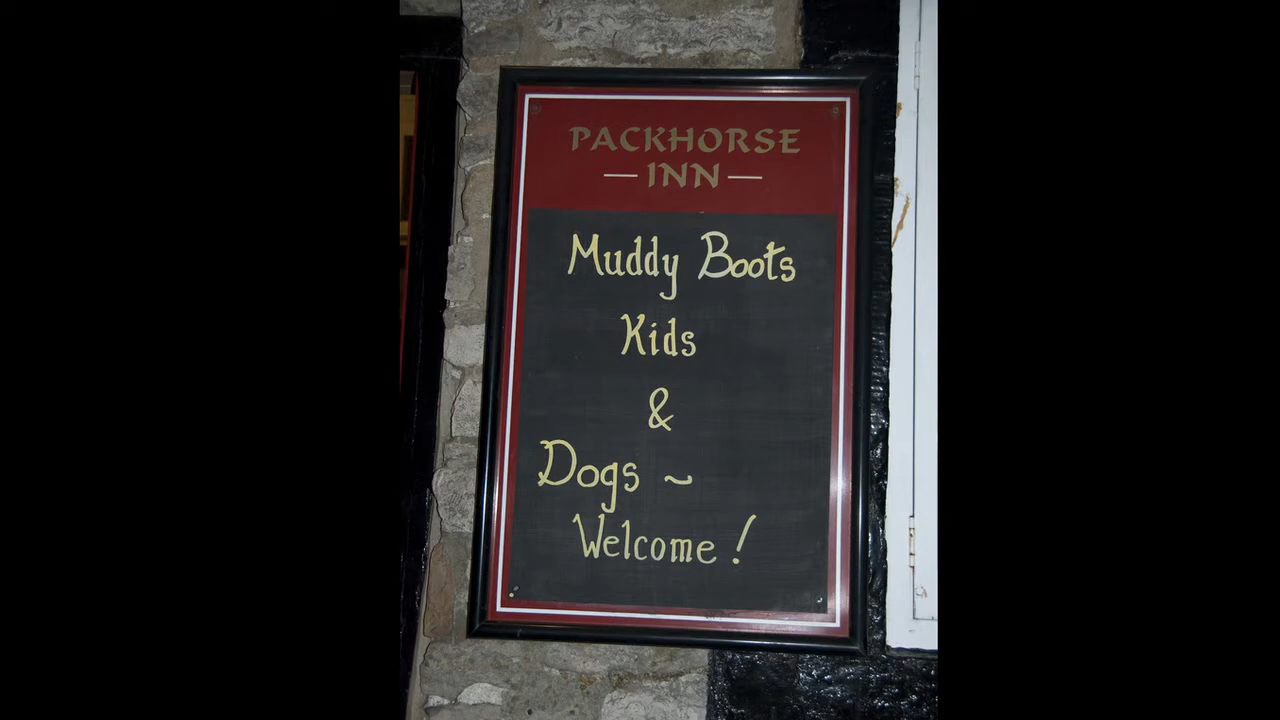 PACKHORSE
— INN —
Muddy Boots
Kids
&
Dogs ~
Welcome!